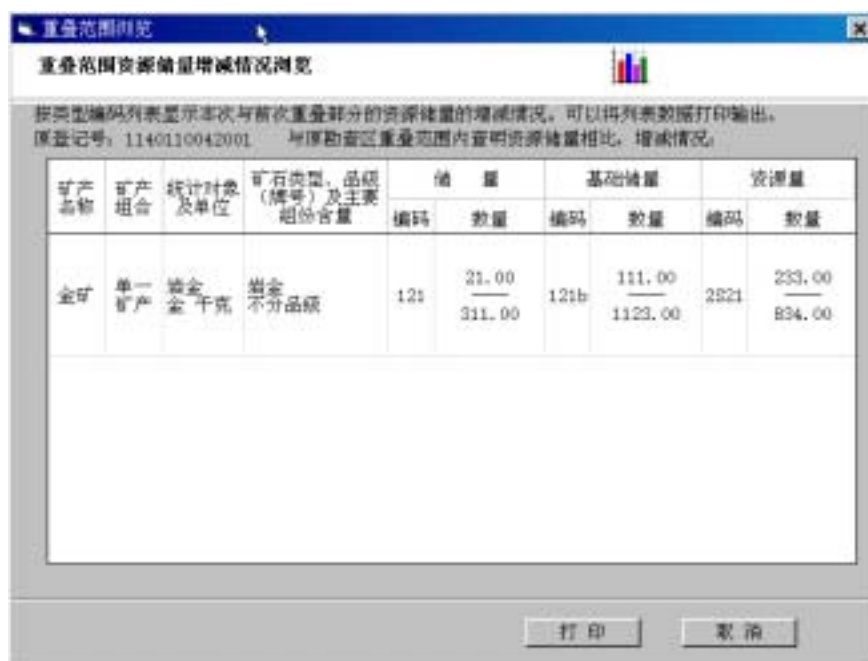 重叠范围浏览
重叠范围资源储量增减情况浏览
按类型编码列表显示本次与前次重叠部分的资源储量的增减情况。可以将列表数据打印输出。
原登记号：1140110042001 与原勘查区重叠范围内查明资源储量相比，增减情况：
矿产名称 矿产组合 统计对象及单位 矿石类型、品级（牌号）及主要组份含量 储 量 基础储量 资源量
编码 数量 编码 数量 编码 数量
金矿 单一矿产 岩金 金 千克 岩金 不分品级 121 21.00 121b 111.00 2S21 233.00
311.00 1123.00 834.00
打 印 取 消